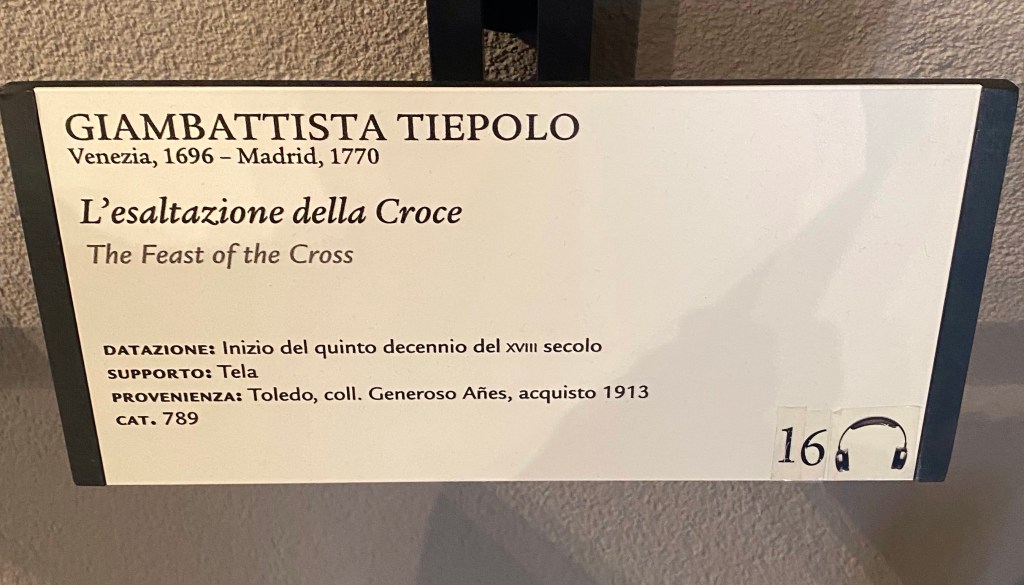 GIAMBATTISTA TIEPOLO
Venezia, 1696 – Madrid, 1770
L'esaltazione della Croce
The Feast of the Cross
DATAZIONE: Inizio del quinto decennio del XVIII secolo
SUPPORTO: Tela
PROVENIENZA: Toledo, coll. Generoso Añes, acquisto 1913
CAT. 789
16